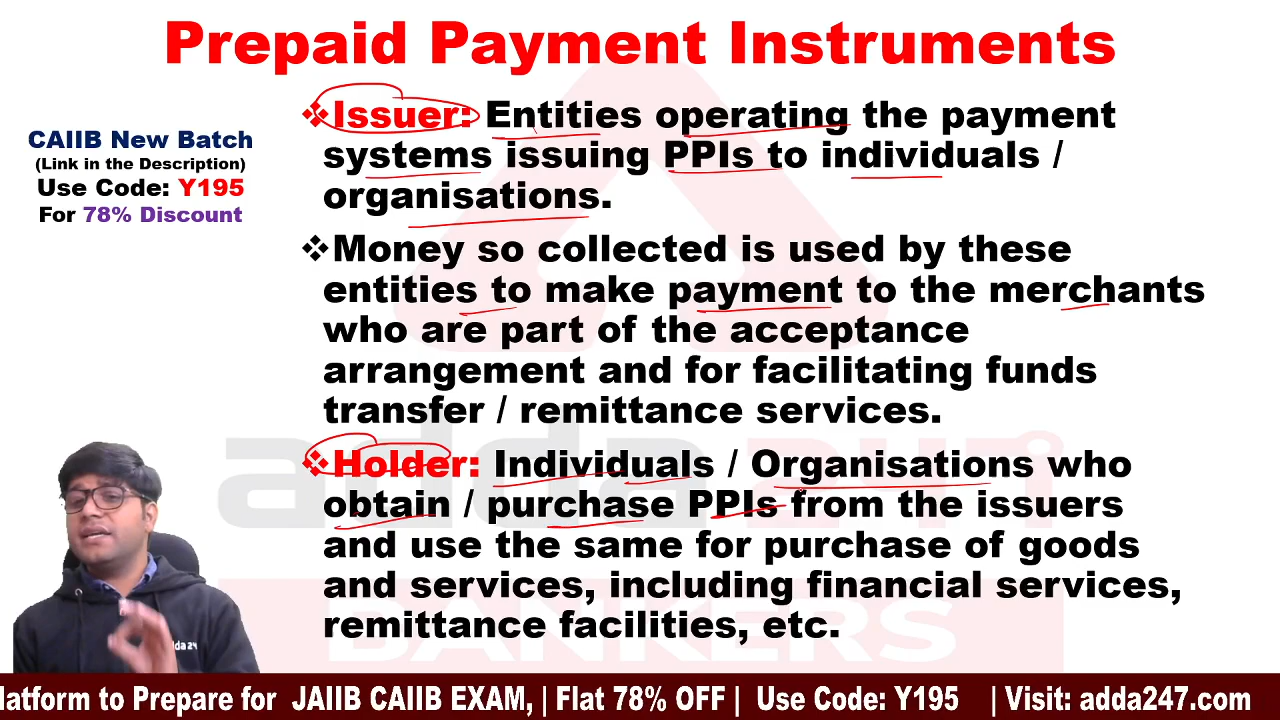 Prepaid Payment Instruments
CAIIB New Batch
(Link in the Description)
Use Code: Y195
For 78% Discount
❖Issuer: Entities operating the payment
systems issuing PPIs to individuals /
organisations.
❖Money so collected is used by these
entities to make payment to the merchants
who are part of the acceptance
arrangement and for facilitating funds
transfer / remittance services.
❖Holder: Individuals / Organisations who
obtain / purchase PPIs from the issuers
and use the same for purchase of goods
and services, including financial services,
remittance facilities, etc.
adda247
BANKERS
dda 247
latform to Prepare for JAIIB CAIIB EXAM, | Flat 78% OFF | Use Code: Y195 | Visit: adda247.com